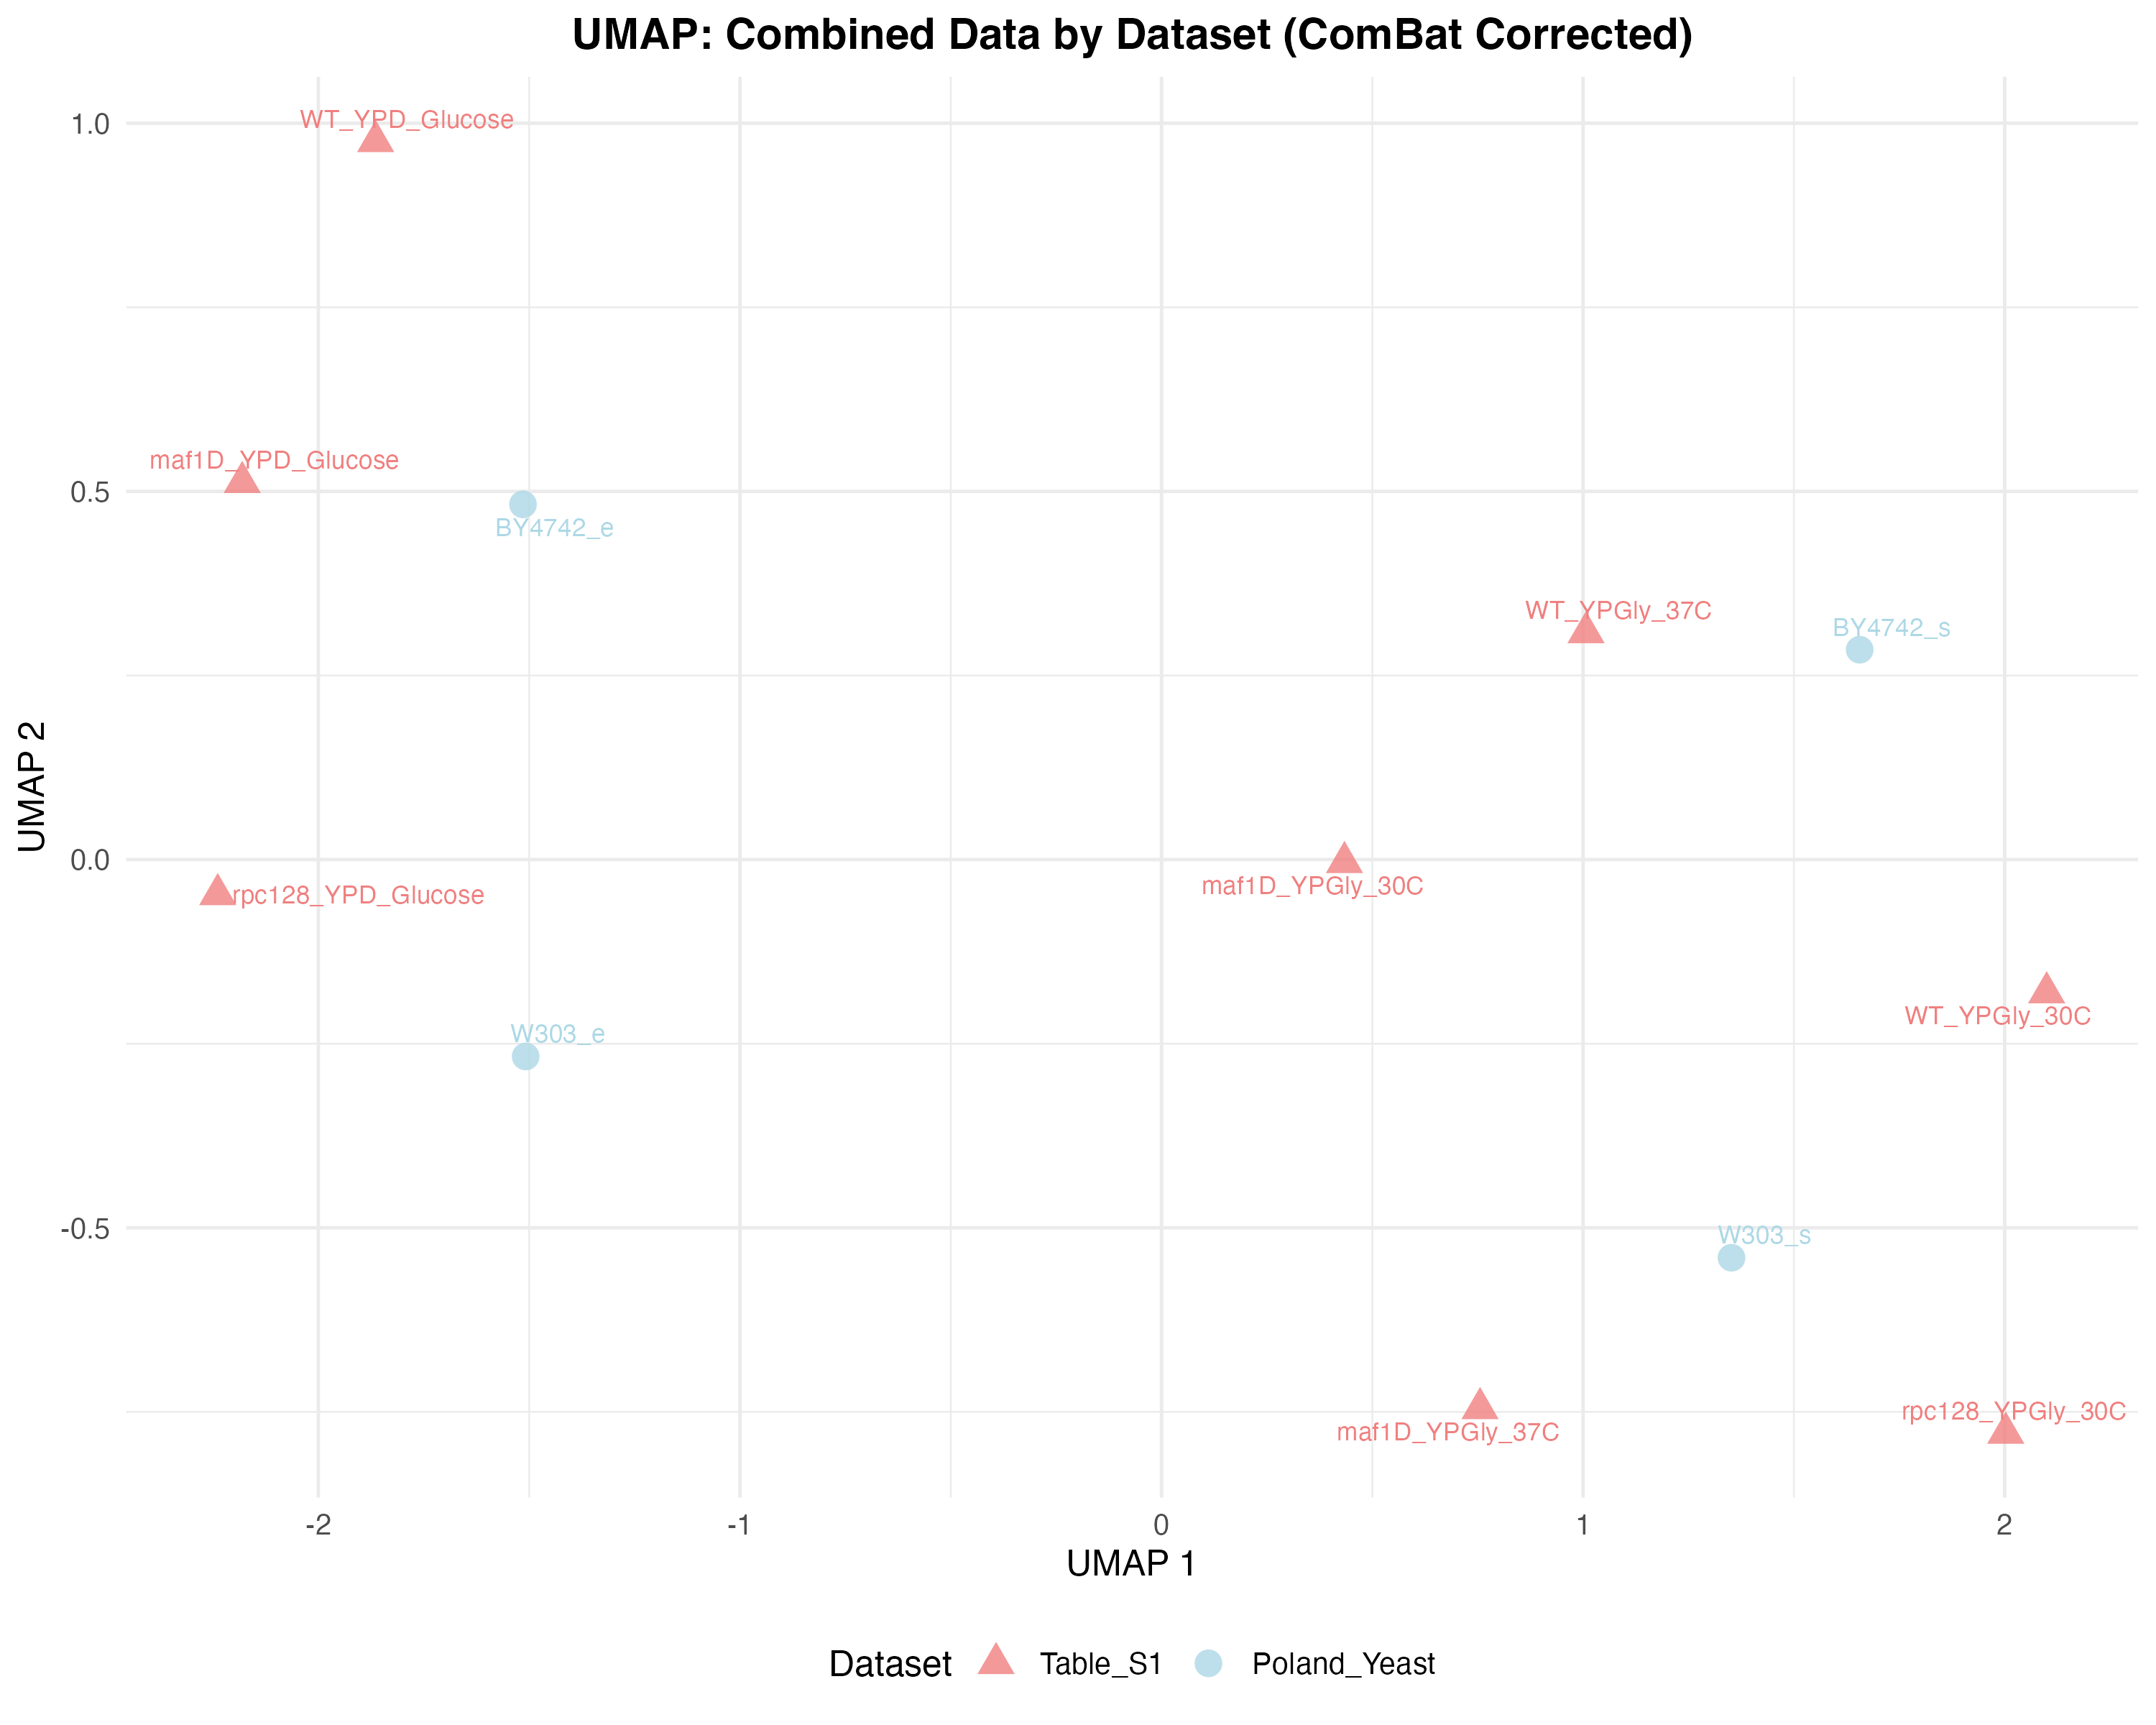 UMAP: Combined Data by Dataset (ComBat Corrected)
WT_YPD_Glucose
1.0
maf1D_YPD_Glucose
0.5
BY4742_e
WT_YPGly_37C
BY4742_s
UMAP 2
0.0
maf1D_YPGly_30C
rpc128_YPD_Glucose
WT_YPGly_30C
W303_e
-0.5
W303_s
rpc128_YPGly_30C
maf1D_YPGly_37C
-2 -1 0 1 2
UMAP 1
Dataset Table_S1 Poland_Yeast